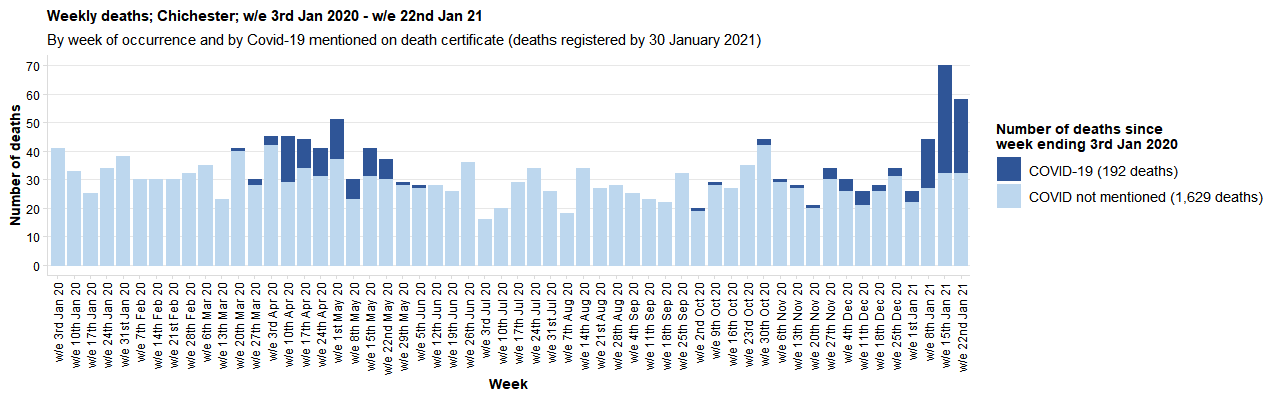 Weekly deaths; Chichester; w/e 3rd Jan 2020 - w/e 22nd Jan 21
By week of occurrence and by Covid-19 mentioned on death certificate (deaths registered by 30 January 2021)
Number of deaths
70
60
50
40
30
20
10
0
w/e 3rd Jan 20
w/e 10th Jan 20
w/e 17th Jan 20
w/e 24th Jan 20
w/e 31st Jan 20
w/e 7th Feb 20
w/e 14th Feb 20
w/e 21st Feb 20
w/e 28th Feb 20
w/e 6th Mar 20
w/e 13th Mar 20
w/e 20th Mar 20
w/e 27th Mar 20
w/e 3rd Apr 20
w/e 10th Apr 20
w/e 17th Apr 20
w/e 24th Apr 20
w/e 1st May 20
w/e 8th May 20
w/e 15th May 20
w/e 22nd May 20
w/e 29th May 20
w/e 5th Jun 20
w/e 12th Jun 20
w/e 19th Jun 20
w/e 26th Jun 20
w/e 3rd Jul 20
w/e 10th Jul 20
w/e 17th Jul 20
w/e 24th Jul 20
w/e 31st Jul 20
w/e 7th Aug 20
w/e 14th Aug 20
w/e 21st Aug 20
w/e 28th Aug 20
w/e 4th Sep 20
w/e 11th Sep 20
w/e 18th Sep 20
w/e 25th Sep 20
w/e 2nd Oct 20
w/e 9th Oct 20
w/e 16th Oct 20
w/e 23rd Oct 20
w/e 30th Oct 20
w/e 6th Nov 20
w/e 13th Nov 20
w/e 20th Nov 20
w/e 27th Nov 20
w/e 4th Dec 20
w/e 11th Dec 20
w/e 18th Dec 20
w/e 25th Dec 20
w/e 1st Jan 21
w/e 8th Jan 21
w/e 15th Jan 21
w/e 22nd Jan 21
Week
Number of deaths since
week ending 3rd Jan 2020
COVID-19 (192 deaths)
COVID not mentioned (1,629 deaths)